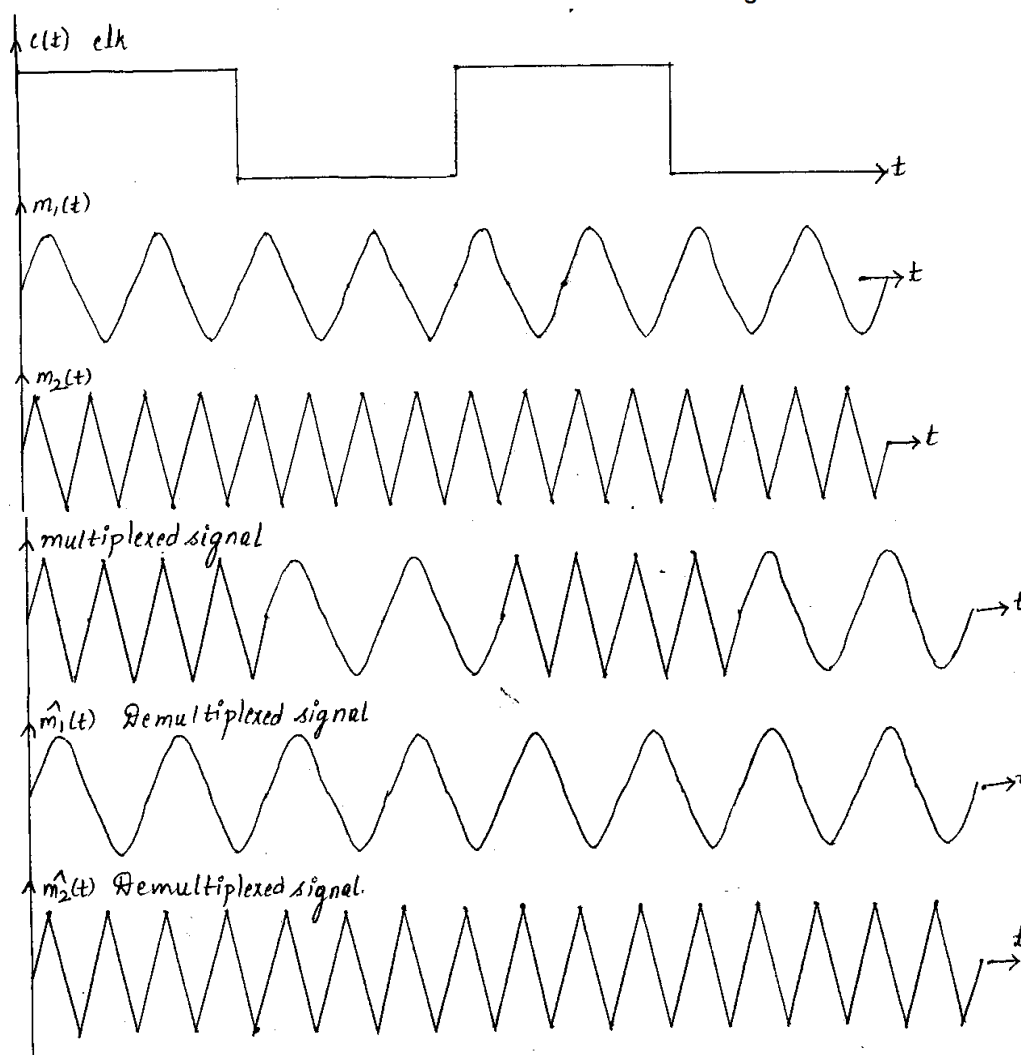 c(t) clk
t
m₁(t)
t
m₂(t)
t
multiplexed signal
t
m̂₁(t) Demultiplexed signal
m̂₂(t) Demultiplexed signal.
t